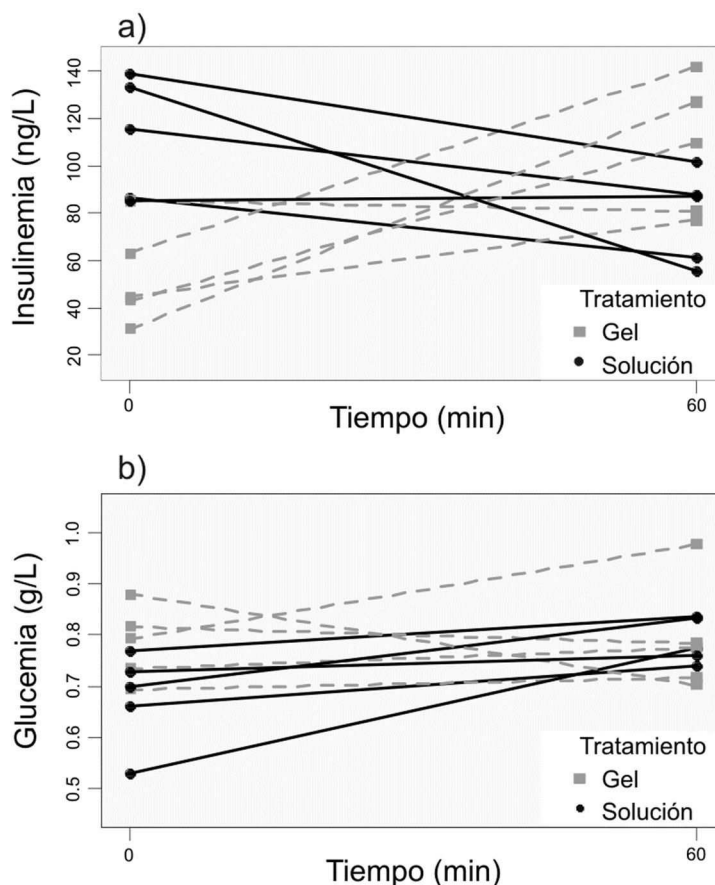 a)
Insulinemia (ng/L)
140
120
100
80
60
40
20
Tratamiento
Gel
Solución
0
60
Tiempo (min)
b)
Glucemia (g/L)
1.0
0.9
0.8
0.7
0.6
0.5
Tratamiento
Gel
Solución
0
60
Tiempo (min)